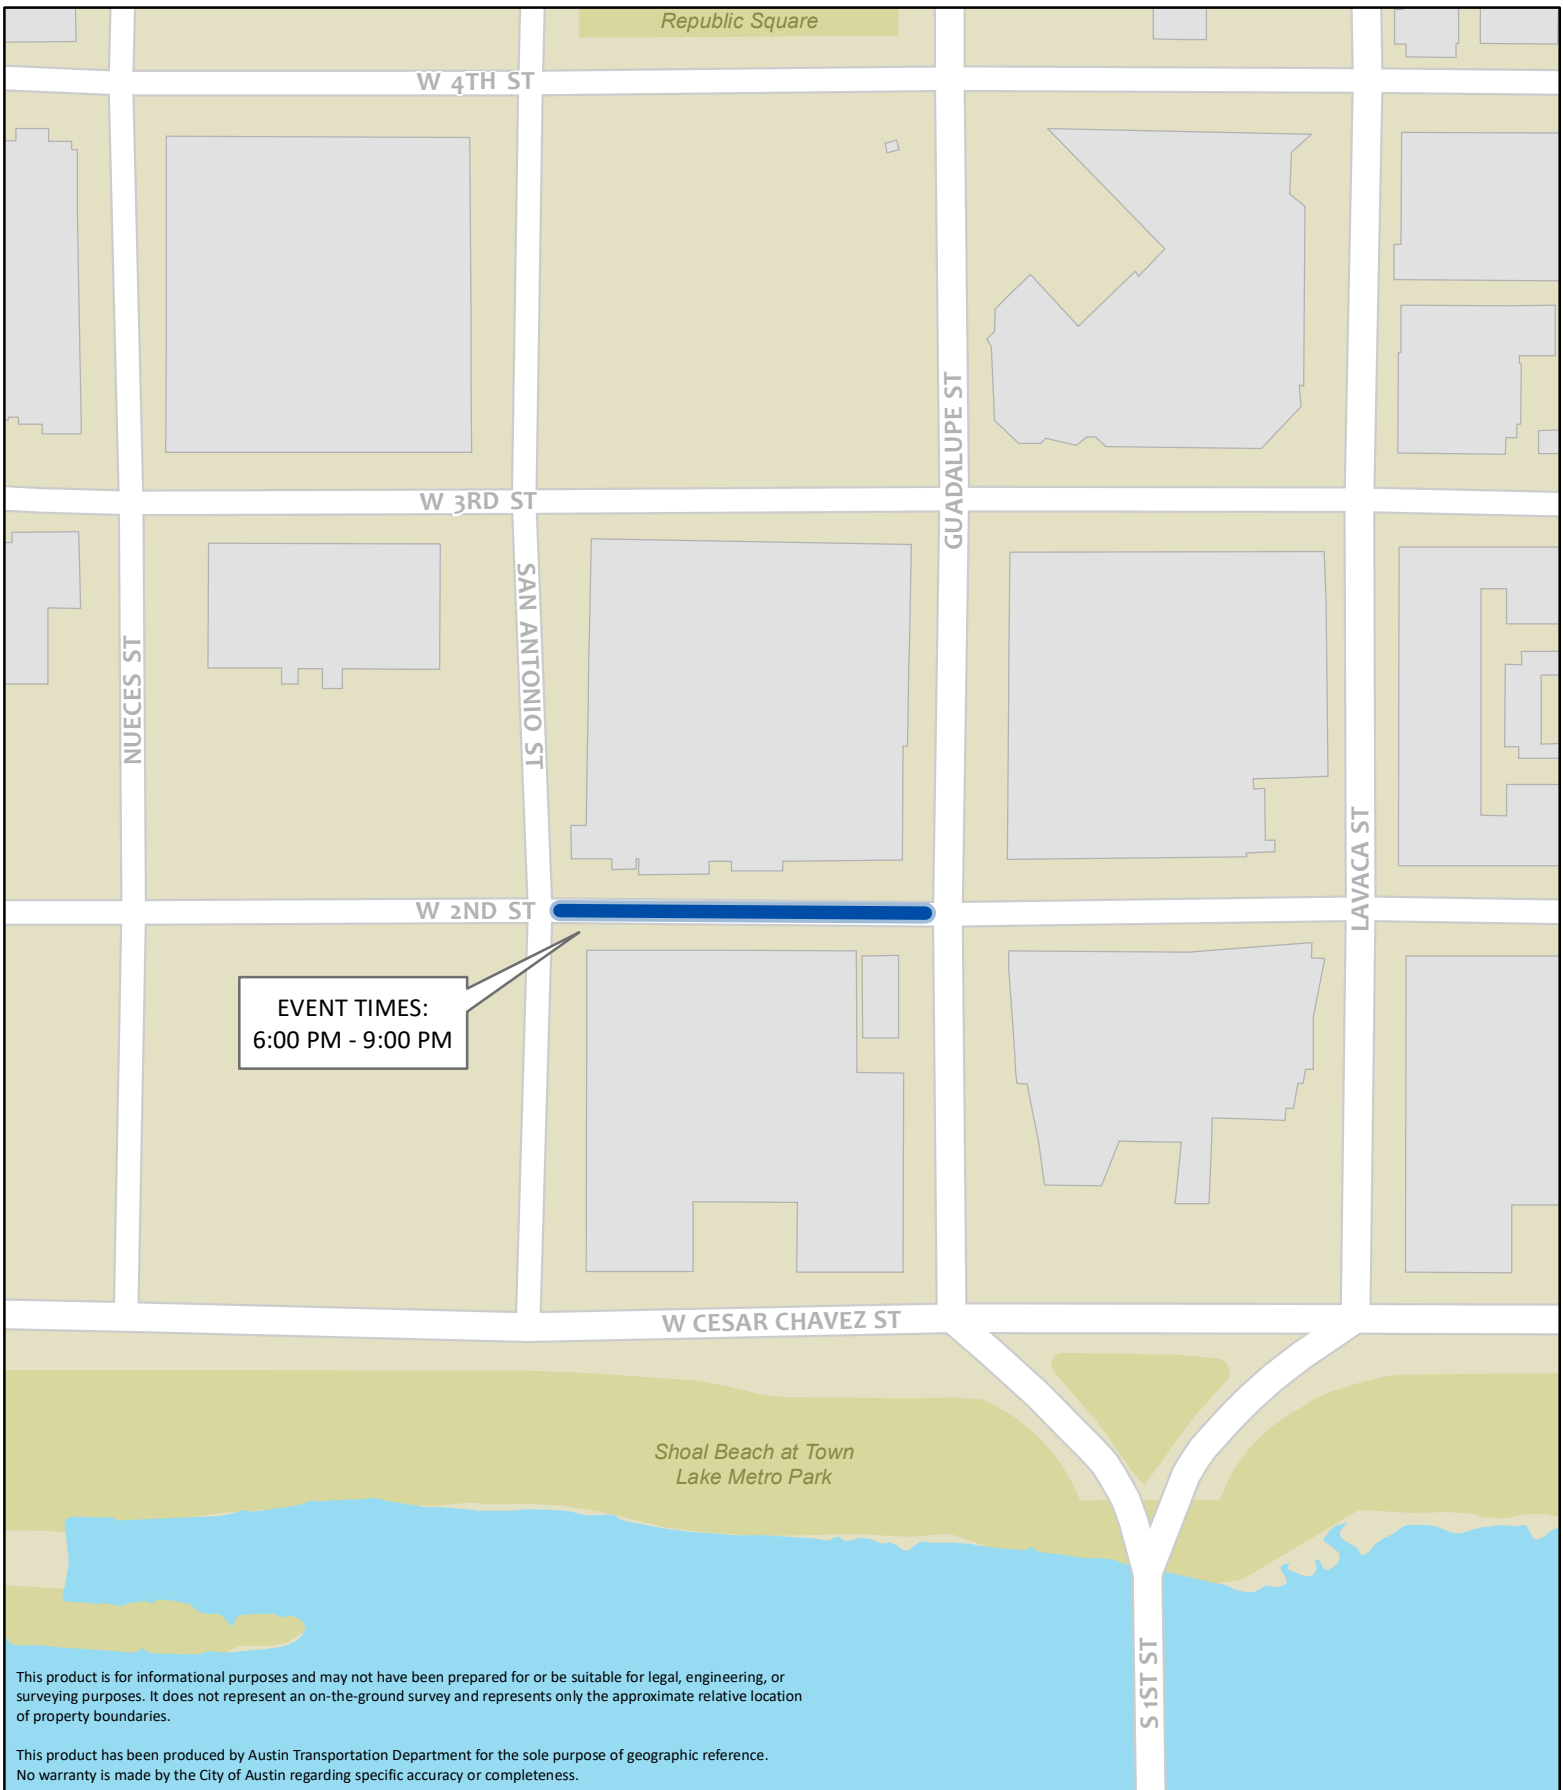 Republic Square
W 4TH ST
W 3RD ST
GUADALUPE ST
SAN ANTONIO ST
NUECES ST
LAVACA ST
W 2ND ST
EVENT TIMES:
6:00 PM - 9:00 PM
W CESAR CHAVEZ ST
Shoal Beach at Town
Lake Metro Park
S 1ST ST
This product is for informational purposes and may not have been prepared for or be suitable for legal, engineering, or
surveying purposes. It does not represent an on-the-ground survey and represents only the approximate relative location
of property boundaries.
This product has been produced by Austin Transportation Department for the sole purpose of geographic reference.
No warranty is made by the City of Austin regarding specific accuracy or completeness.